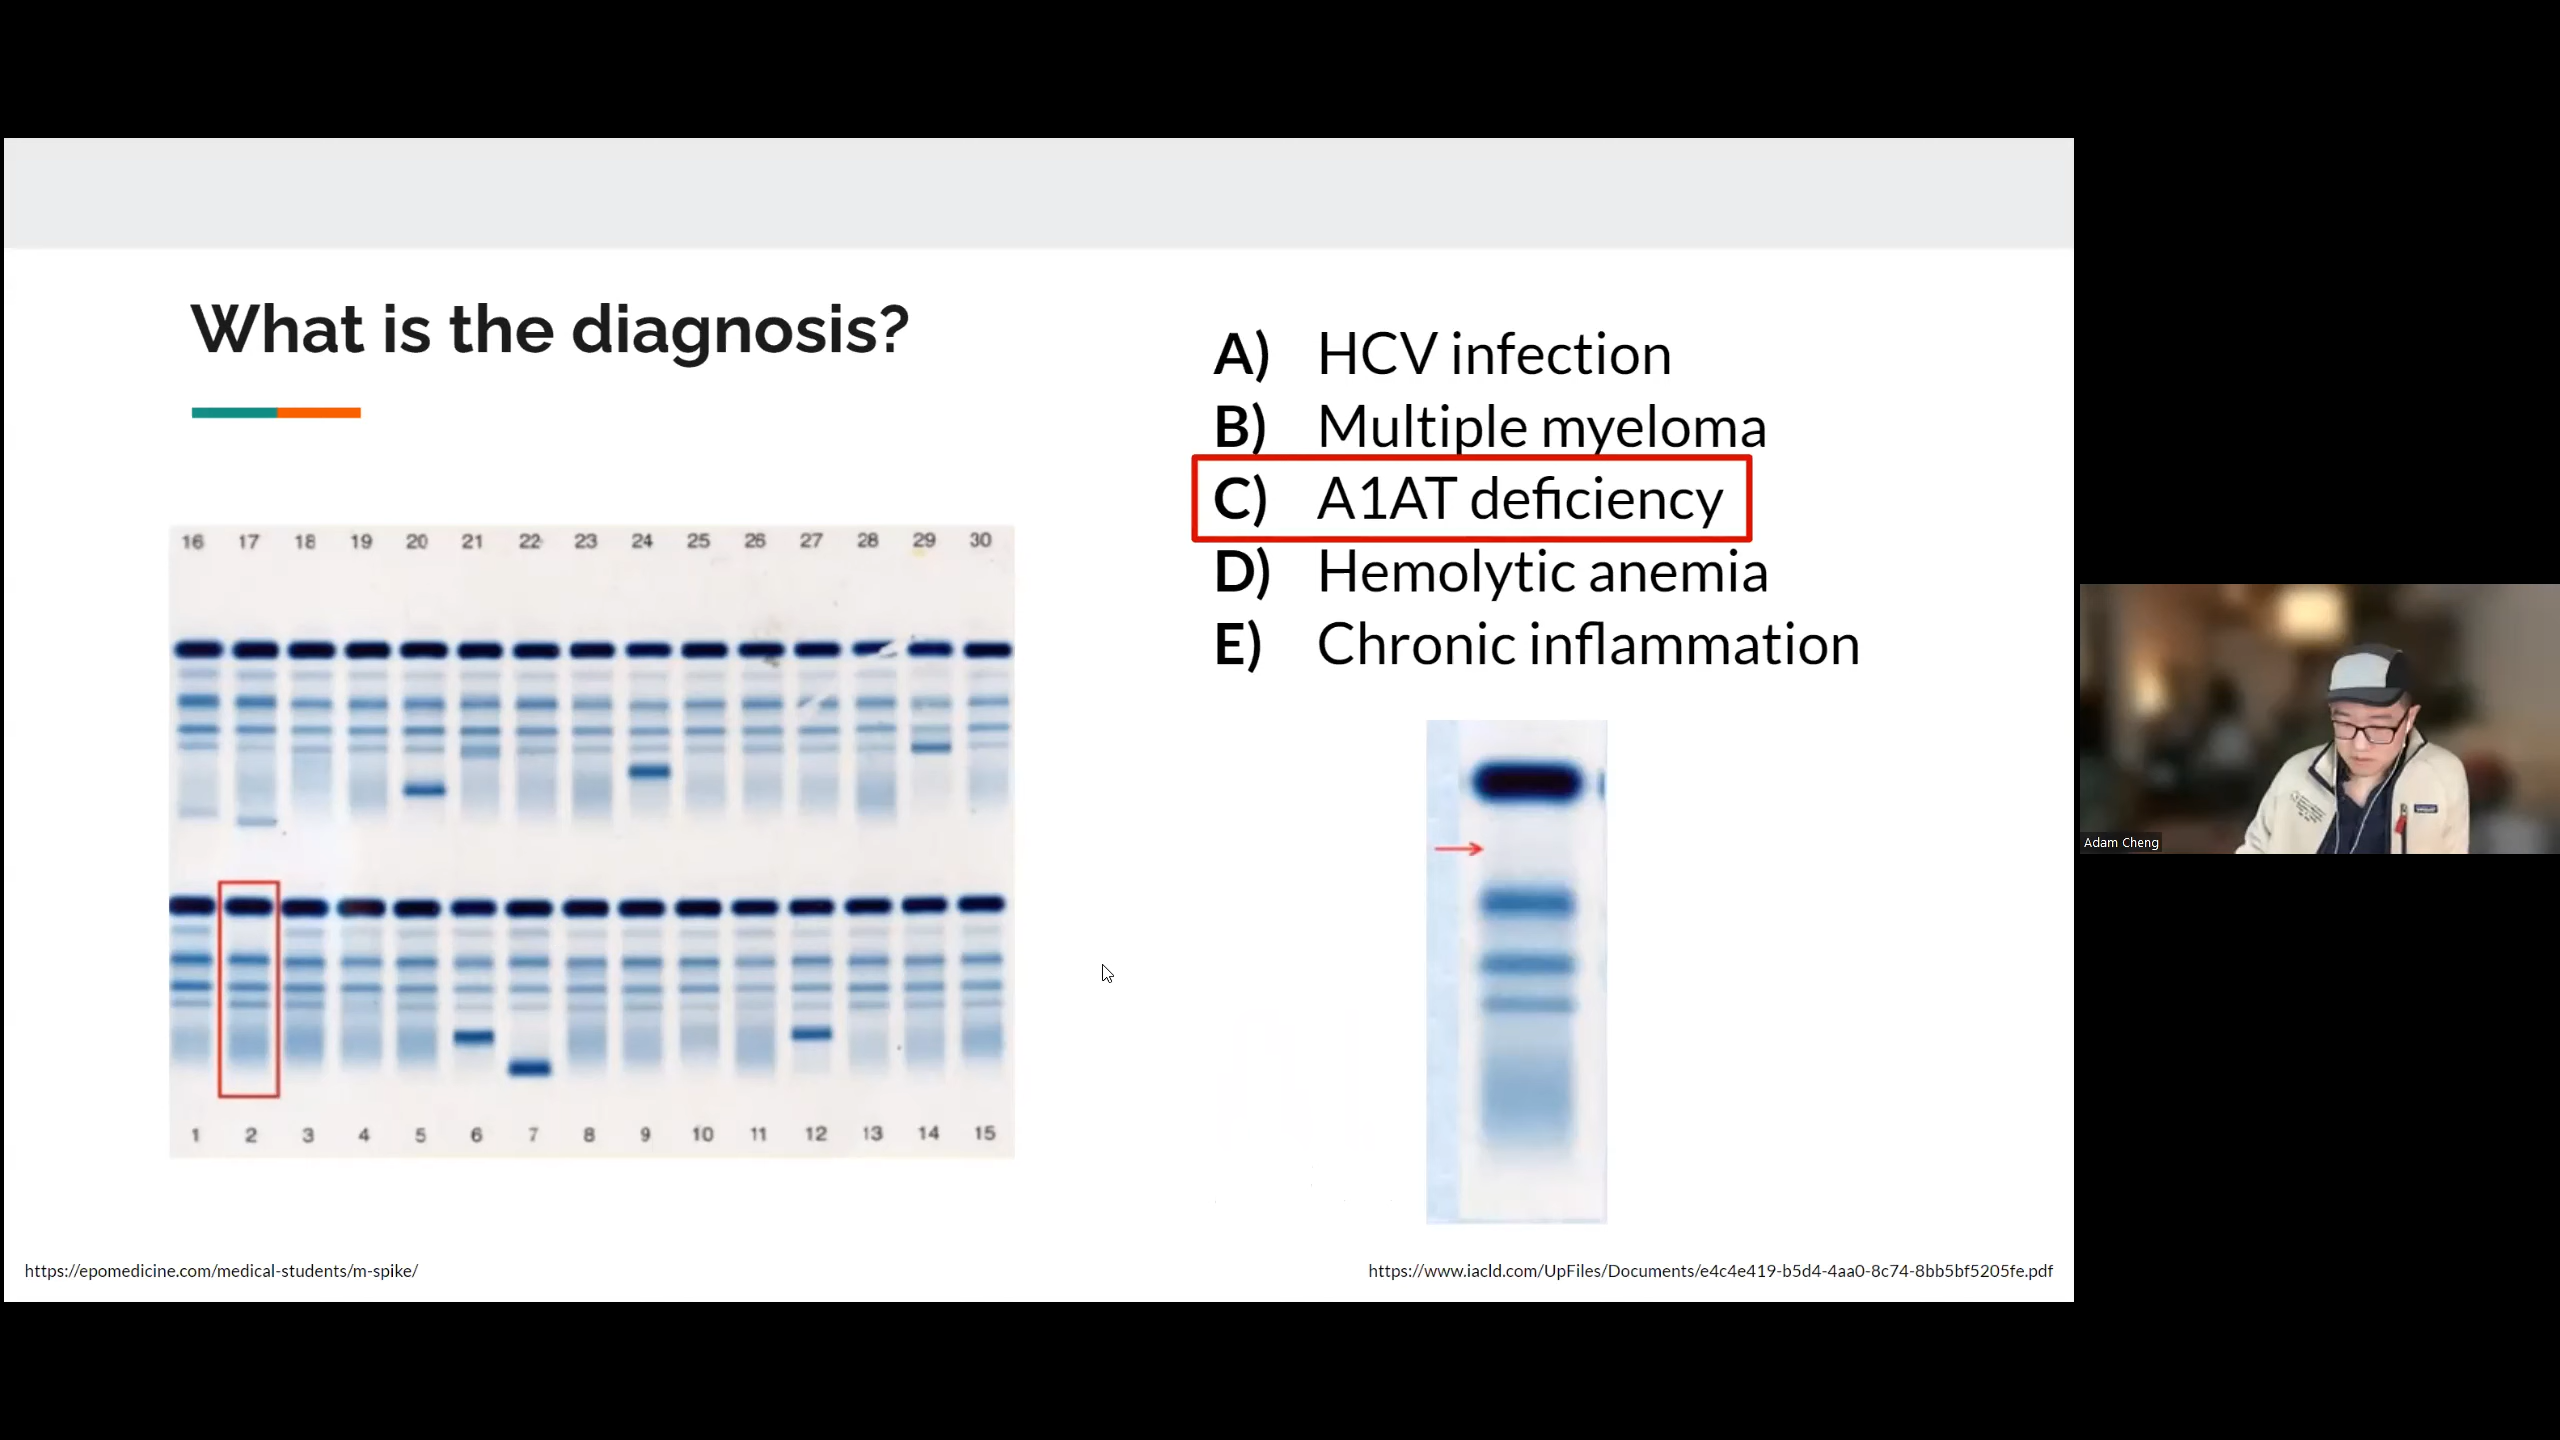 What is the diagnosis?
A) HCV infection
B) Multiple myeloma
C) A1AT deficiency
D) Hemolytic anemia
E) Chronic inflammation
16 17 18 19 20 21 22 23 24 25 26 27 28 29 30
1 2 3 4 5 6 7 8 9 10 11 12 13 14 15
https://epomedicine.com/medical-students/m-spike/
https://www.iacld.com/UpFiles/Documents/e4c4e419-b5d4-4aa0-8c74-8bb5bf5205fe.pdf
Adam Cheng